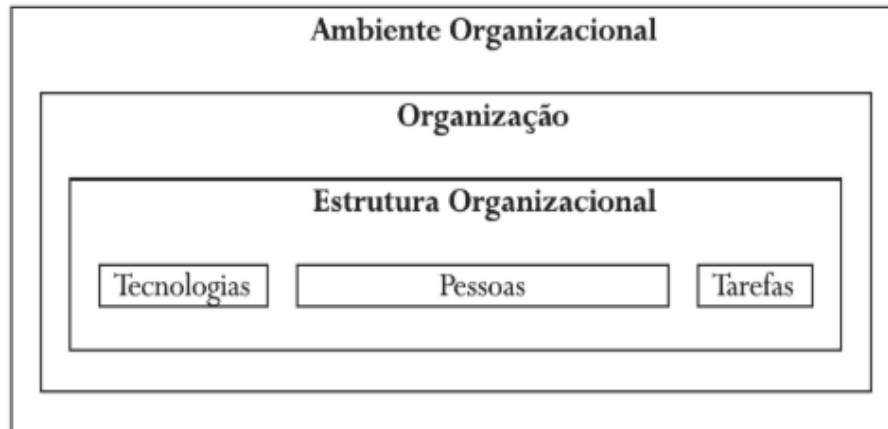 Ambiente Organizacional
Organização
Estrutura Organizacional
Tecnologias Pessoas Tarefas